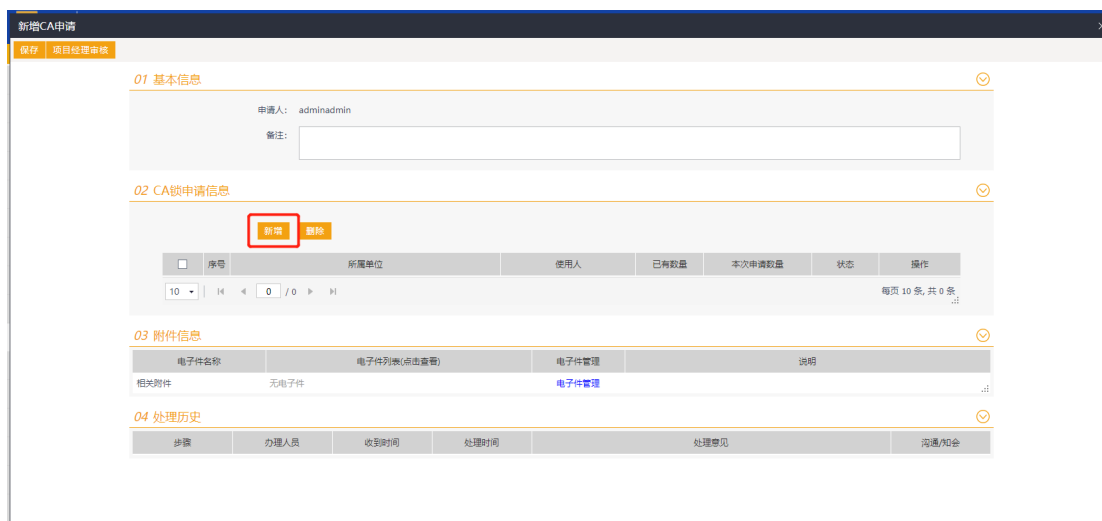 新增CA申请
保存 项目经理审核
01 基本信息
申请人: adminadmin
备注:
02 CA锁申请信息
新增 删除
序号 所属单位 使用人 已有数量 本次申请数量 状态 操作
10 0 / 0 每页 10 条, 共 0 条
03 附件信息
电子件名称 电子件列表(点击查看) 电子件管理 说明
相关附件 无电子件 电子件管理
04 处理历史
步骤 办理人员 收到时间 处理时间 处理意见 沟通/知会